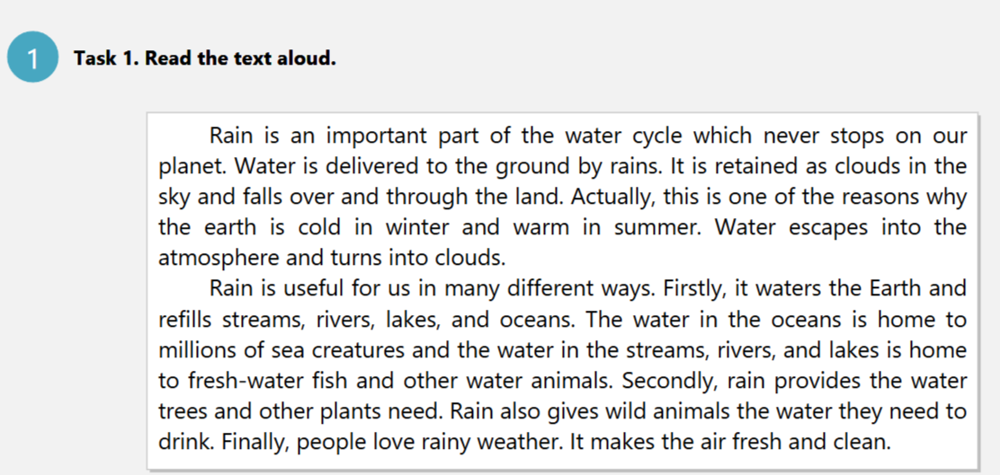 1
Task 1. Read the text aloud.
Rain is an important part of the water cycle which never stops on our
planet. Water is delivered to the ground by rains. It is retained as clouds in the
sky and falls over and through the land. Actually, this is one of the reasons why
the earth is cold in winter and warm in summer. Water escapes into the
atmosphere and turns into clouds.
Rain is useful for us in many different ways. Firstly, it waters the Earth and
refills streams, rivers, lakes, and oceans. The water in the oceans is home to
millions of sea creatures and the water in the streams, rivers, and lakes is home
to fresh-water fish and other water animals. Secondly, rain provides the water
trees and other plants need. Rain also gives wild animals the water they need to
drink. Finally, people love rainy weather. It makes the air fresh and clean.